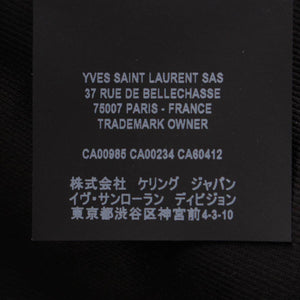 YVES SAINT LAURENT SAS
37 RUE DE BELLECHASSE
75007 PARIS - FRANCE
TRADEMARK OWNER
CA00985 CA00234 CA60412
株式会社 ケリング ジャパン
イヴ・サンローラン ディビジョン
東京都渋谷区神宮前4-3-10